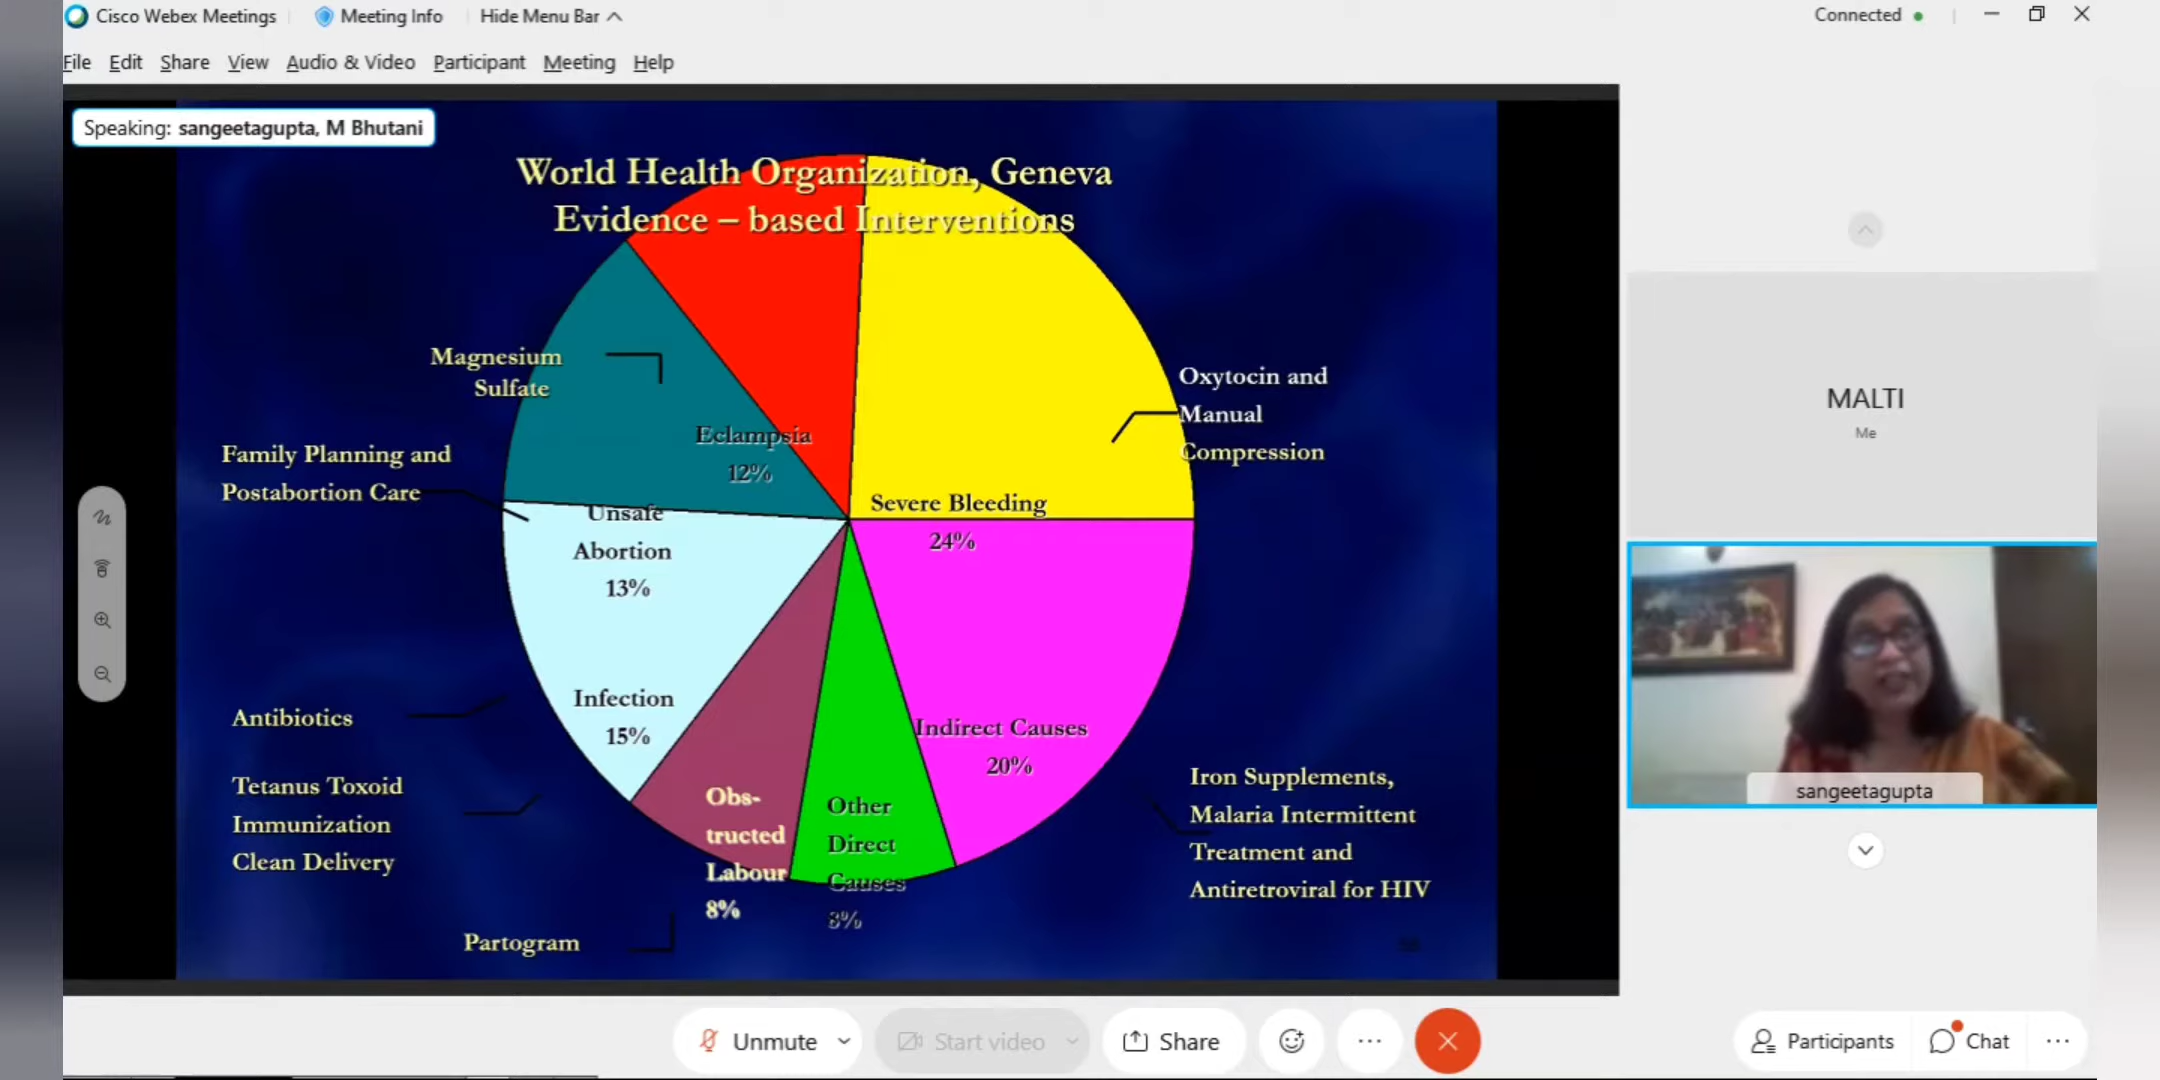 Cisco Webex Meetings
Meeting Info
Hide Menu Bar
Connected
File Edit Share View Audio & Video Participant Meeting Help
Speaking: sangeetagupta, M Bhutani
World Health Organization, Geneva
Evidence – based Interventions
Magnesium
Sulfate
Eclampsia
12%
Oxytocin and
Manual
Compression
Family Planning and
Postabortion Care
Severe Bleeding
24%
Unsafe
Abortion
13%
Infection
15%
Antibiotics
Tetanus Toxoid
Immunization
Clean Delivery
Obs-
tructed
Labour
8%
Other
Direct
Causes
8%
Indirect Causes
20%
Iron Supplements,
Malaria Intermittent
Treatment and
Antiretroviral for HIV
Partogram
MALTI
Me
sangeetagupta
Unmute
Start video
Share
Participants
Chat